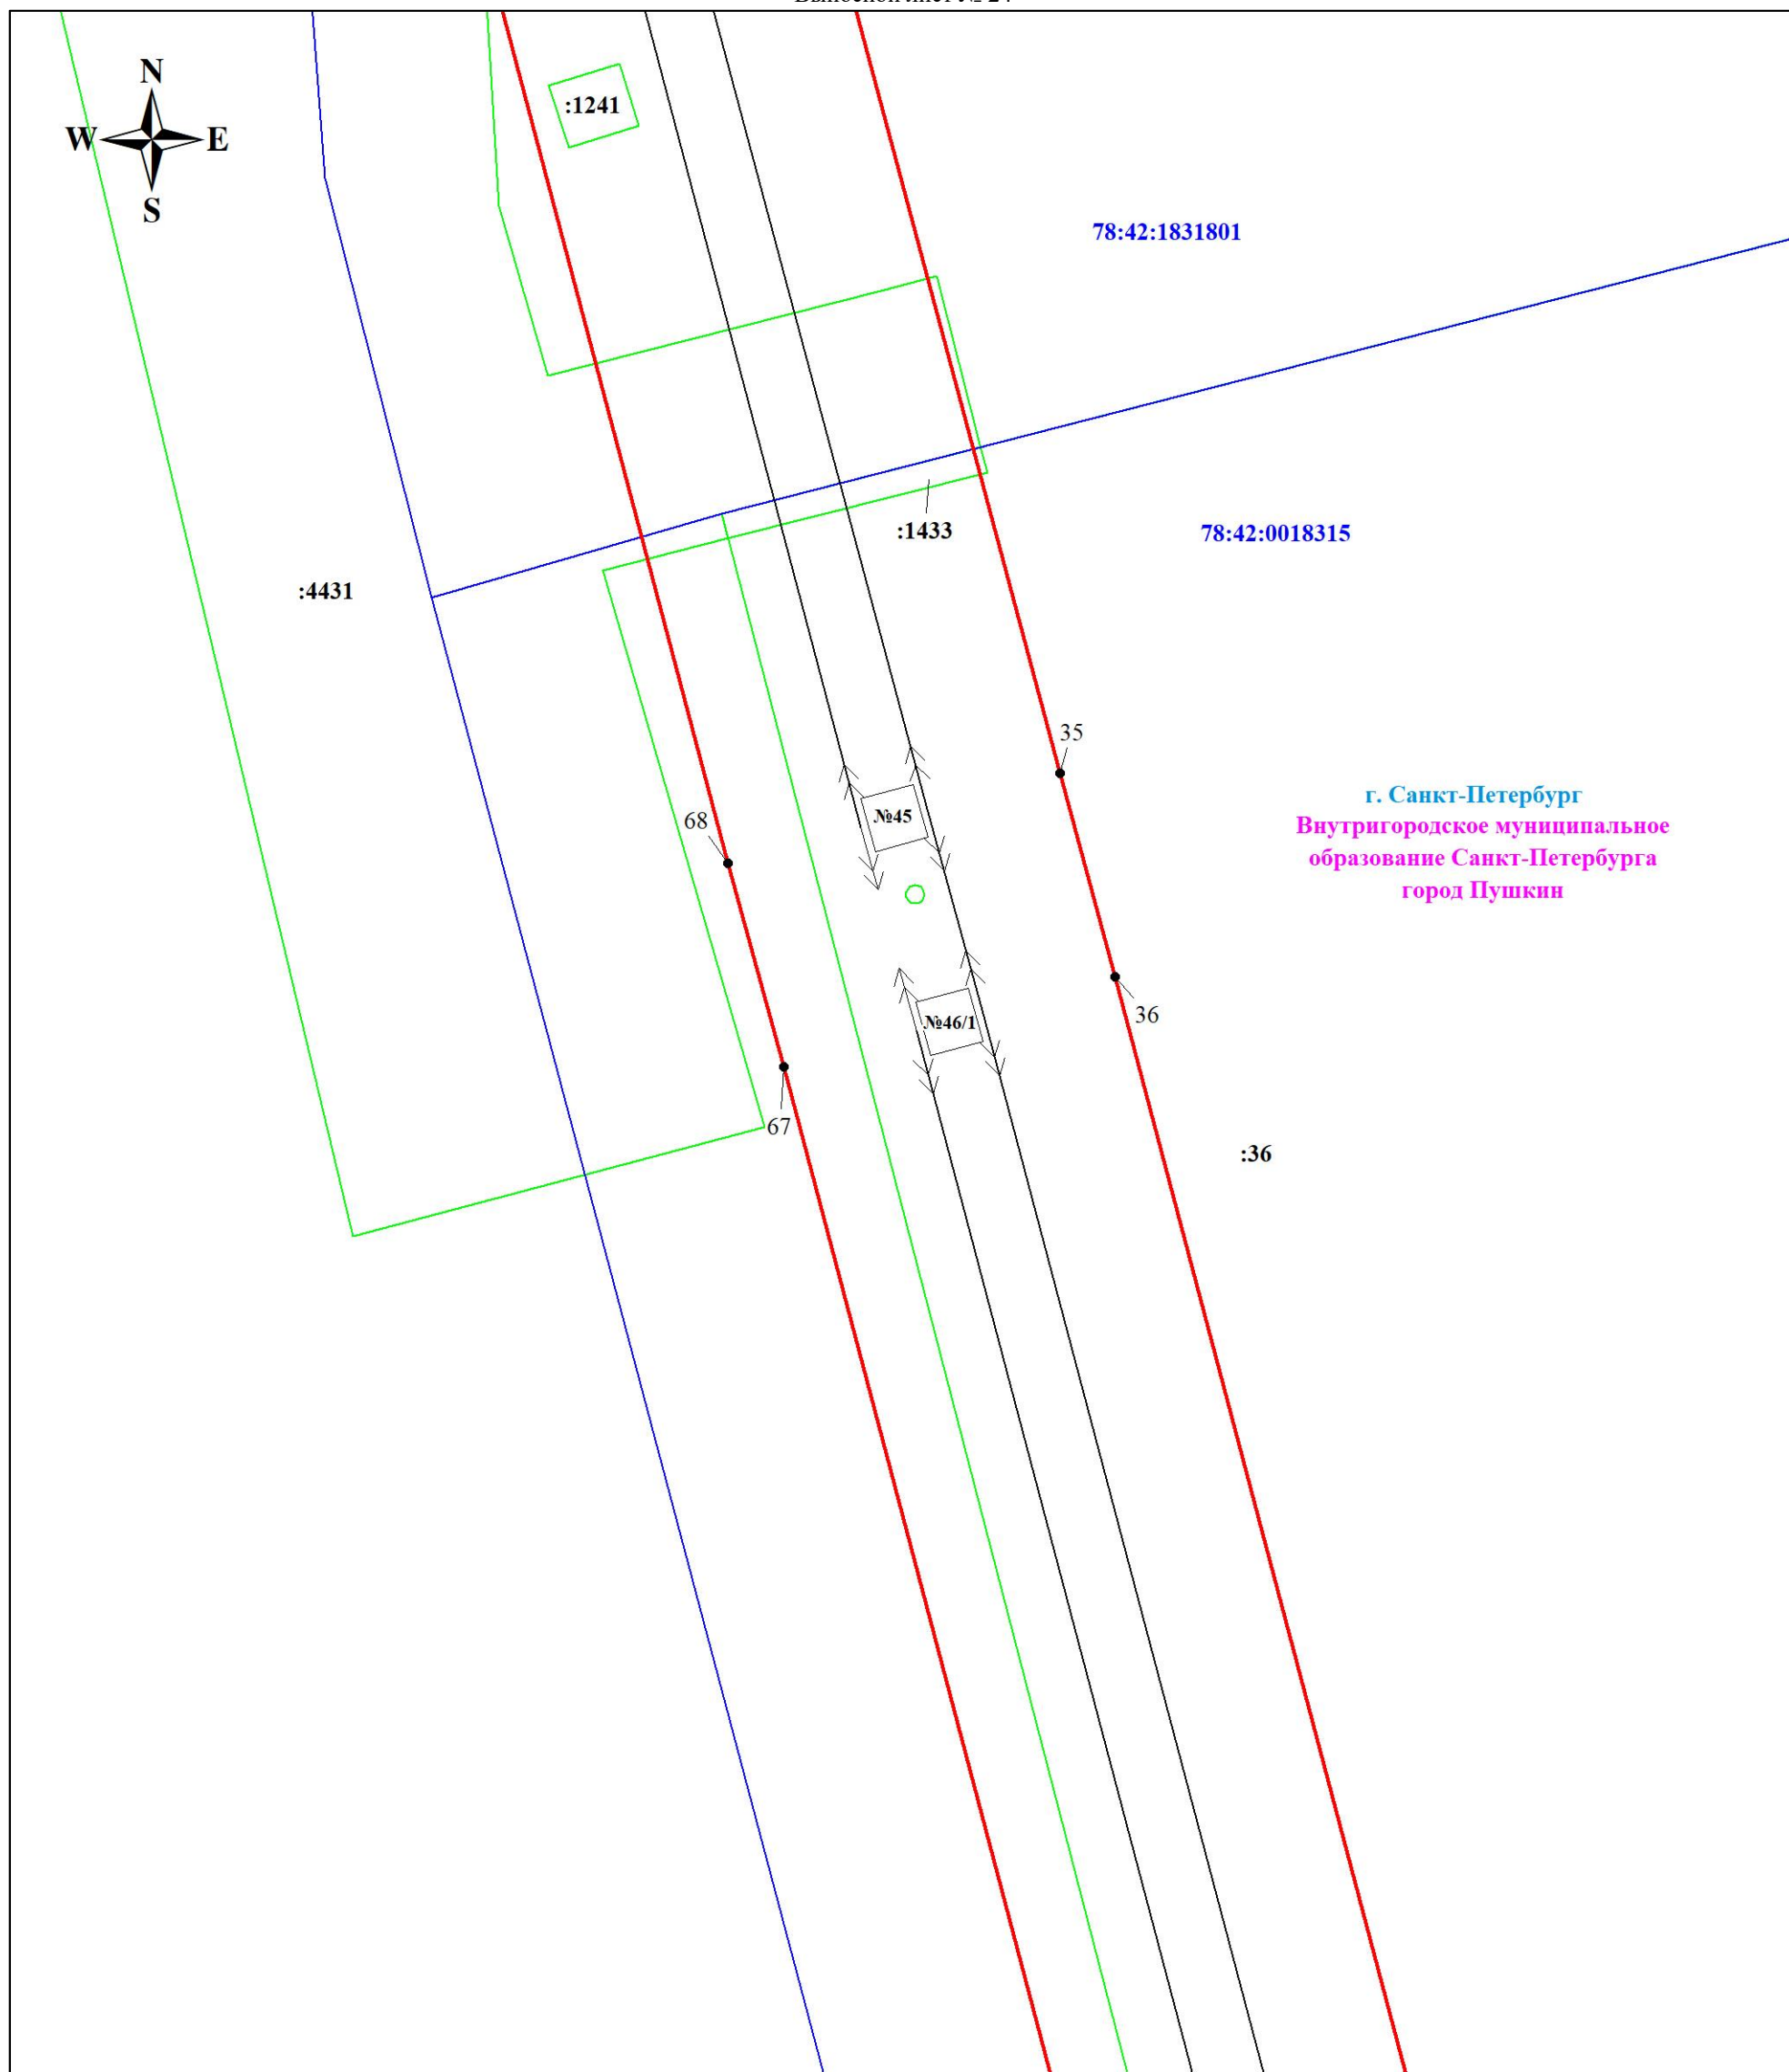 N
:1241
W
E
S
78:42:1831801
:1433
78:42:0018315
:4431
35
г. Санкт-Петербург
Внутригородское муниципальное
образование Санкт-Петербурга
город Пушкин
№45
68
36
№46/1
67
:36